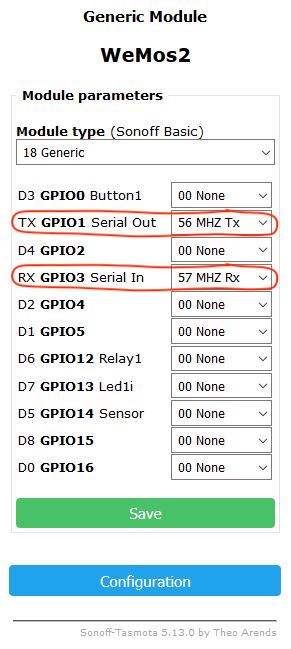 Generic Module
WeMos2
Module parameters
Module type (Sonoff Basic)
18 Generic
D3 GPIO0 Button1 00 None
TX GPIO1 Serial Out 56 MHZ Tx
D4 GPIO2 00 None
RX GPIO3 Serial In 57 MHZ Rx
D2 GPIO4 00 None
D1 GPIO5 00 None
D6 GPIO12 Relay1 00 None
D7 GPIO13 Led1i 00 None
D5 GPIO14 Sensor 00 None
D8 GPIO15 00 None
D0 GPIO16 00 None
Save
Configuration
Sonoff-Tasmota 5.13.0 by Theo Arends